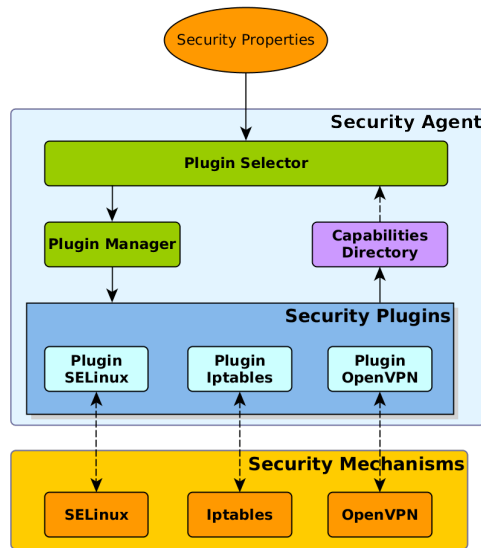 Security Properties
Security Agent
Plugin Selector
Plugin Manager
Capabilities
Directory
Security Plugins
Plugin
SELinux
Plugin
Iptables
Plugin
OpenVPN
Security Mechanisms
SELinux
Iptables
OpenVPN